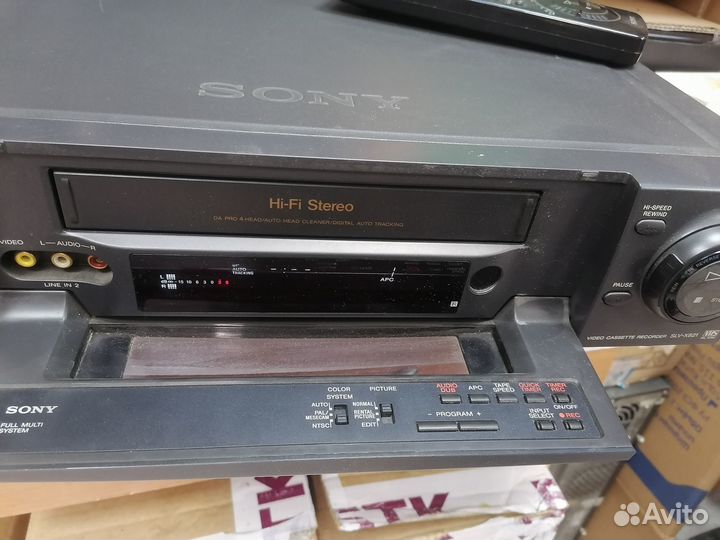 SONY
Hi-Fi Stereo
DA PRO 4-HEAD/AUTO HEAD CLEANER/DIGITAL AUTO TRACKING
HI-SPEED
REWIND
VIDEO L-AUDIO-R
LINE IN 2
AUTO
TRACKING
L
R
APC
PAUSE
VIDEO CASSETTE RECORDER SLV-X821
VHS
SONY
FULL MULTI
SYSTEM
COLOR
SYSTEM
AUTO
PAL/
MESECAM
NTSC
PICTURE
NORMAL
RENTAL
PICTURE
EDIT
AUDIO
DUB
APC
TAPE
SPEED
QUICK
TIMER
TIMER
REC
- PROGRAM +
INPUT
SELECT
ON/OFF
REC
Avito